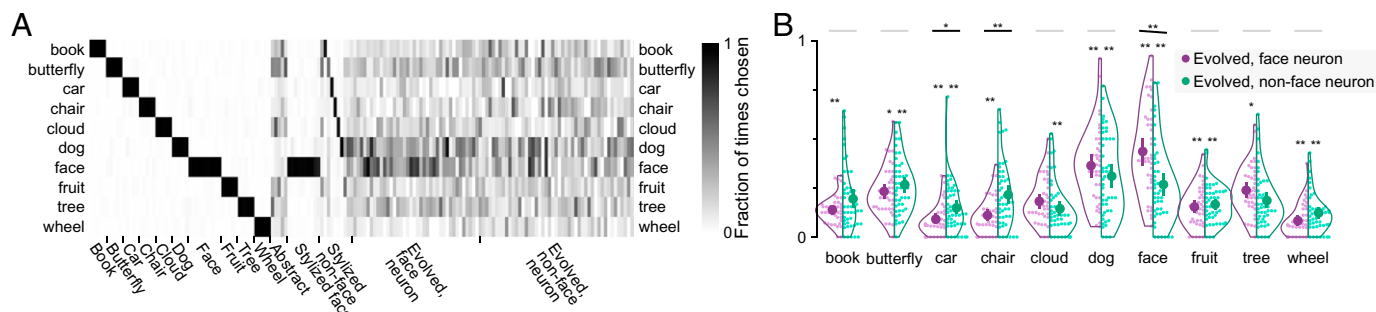 A
book
butterfly
car
chair
cloud
dog
face
fruit
tree
wheel
book
butterfly
car
chair
cloud
dog
face
fruit
tree
wheel
Book
Butterfly
Car
Chair
Cloud
Dog
Face
Fruit
Tree
Wheel
Abstract
Stylized face
Stylized
non-face
Evolved,
face
neuron
Evolved,
non-face
neuron
1
0
Fraction of times chosen
B
1
0
* **
** ** ** ** ** ** **
Evolved, face neuron
Evolved, non-face neuron
** * ** ** ** ** ** ** ** * ** **
book
butterfly
car
chair
cloud
dog
face
fruit
tree
wheel